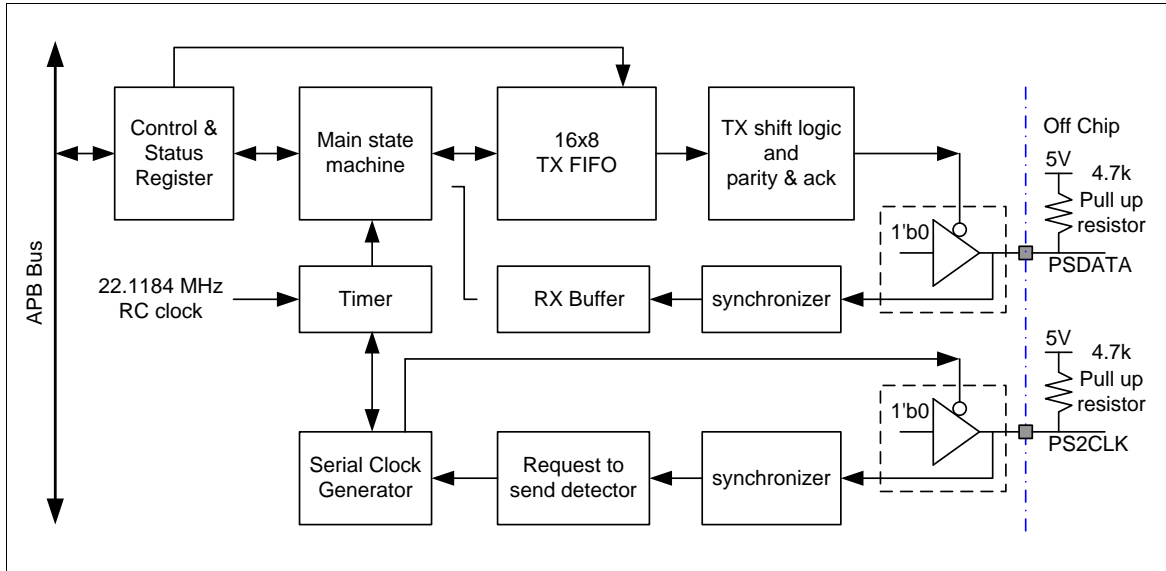 APB Bus
Control &
Status
Register
Main state
machine
16x8
TX FIFO
TX shift logic
and
parity & ack
Off Chip
5V
4.7k
Pull up
resistor
1'b0
PSDATA
22.1184 MHz
RC clock
Timer
RX Buffer
synchronizer
5V
4.7k
Pull up
resistor
1'b0
PS2CLK
Serial Clock
Generator
Request to
send detector
synchronizer